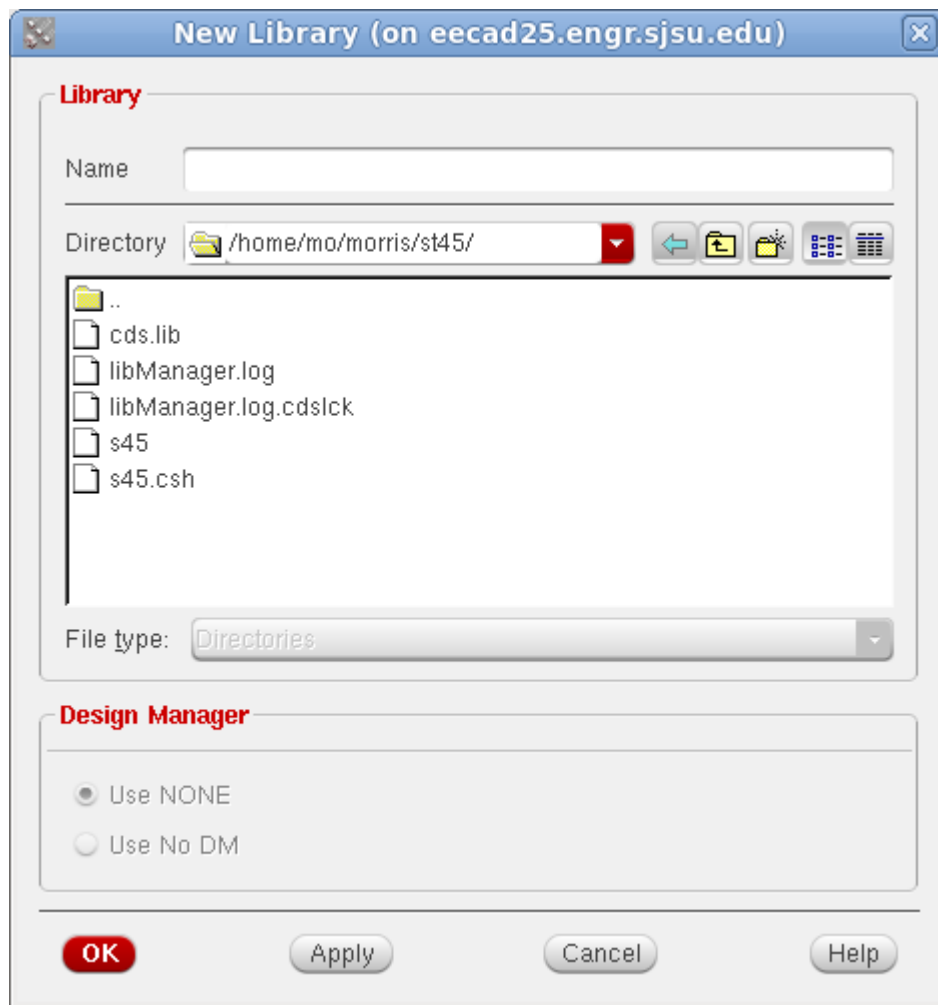 New Library (on eecad25.engr.sjsu.edu)
Library
Name
Directory /home/mo/morris/st45/
..
cds.lib
libManager.log
libManager.log.cdslck
s45
s45.csh
File type: Directories
Design Manager
Use NONE
Use No DM
OK Apply Cancel Help